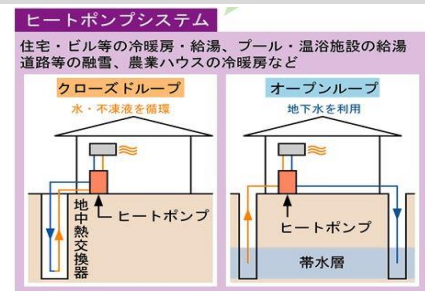 ヒートポンプシステム
住宅・ビル等の冷暖房・給湯、プール・温浴施設の給湯
道路等の融雪、農業ハウスの冷暖房など
クローズドループ
水・不凍液を循環
地中熱交換器
ヒートポンプ
オープンループ
地下水を利用
ヒートポンプ
帯水層